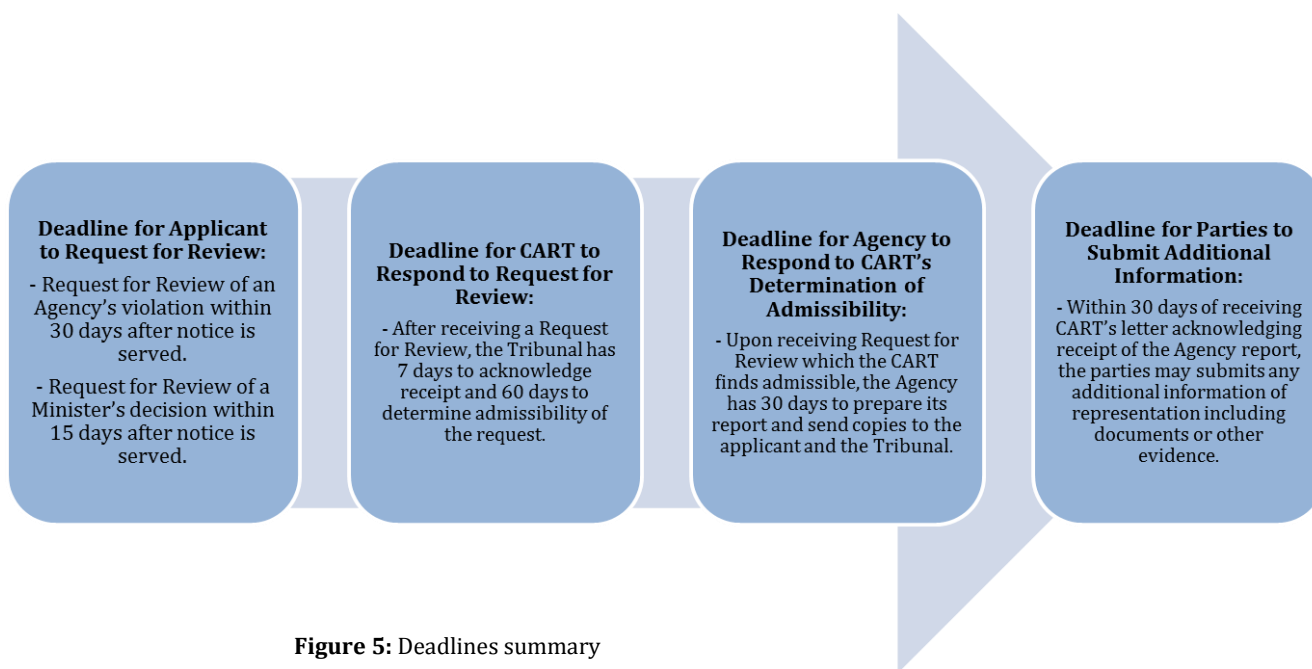 Deadline for Applicant
to Request for Review:
- Request for Review of an
Agency’s violation within
30 days after notice is
served.
- Request for Review of a
Minister’s decision within
15 days after notice is
served.
Deadline for CART to
Respond to Request for
Review:
- After receiving a Request
for Review, the Tribunal has
7 days to acknowledge
receipt and 60 days to
determine admissibility of
the request.
Deadline for Agency to
Respond to CART’s
Determination of
Admissibility:
- Upon receiving Request for
Review which the CART
finds admissible, the Agency
has 30 days to prepare its
report and send copies to the
applicant and the Tribunal.
Deadline for Parties to
Submit Additional
Information:
- Within 30 days of receiving
CART’s letter acknowledging
receipt of the Agency report,
the parties may submits any
additional information of
representation including
documents or other
evidence.
Figure 5: Deadlines summary